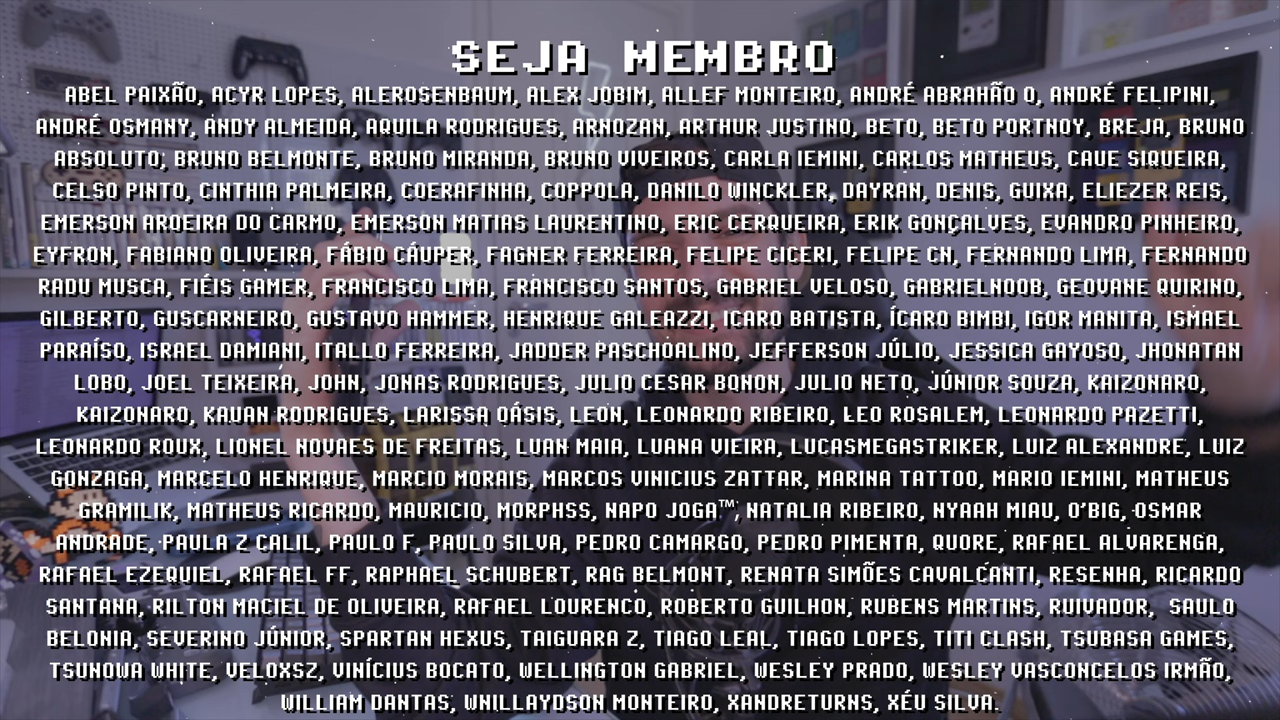 SEJA MEMBRO
ABEL PAIXÃO, ACYR LOPES, ALEROSENBAUM, ALEX JOBIM, ALLEF MONTEIRO, ANDRÉ ABRAHÃO O, ANDRÉ FELIPINI,
ANDRÉ OSMANY, ANDY ALMEIDA, AQUILA RODRIGUES, ARNOZAN, ARTHUR JUSTINO, BETO, BETO PORTNOY, BREJA, BRUNO
ABSOLUTO, BRUNO BELMONTE, BRUNO MIRANDA, BRUNO VIVEIROS, CARLA IEMINI, CARLOS MATHEUS, CAUE SIQUEIRA,
CELSO PINTO, CINTHIA PALMEIRA, COERAFINHA, COPPOLA, DANILO WINCKLER, DAYRAN, DENIS, GUIXA, ELIEZER REIS,
EMERSON AROEIRA DO CARMO, EMERSON MATIAS LAURENTINO, ERIC CERQUEIRA, ERIK GONÇALVES, EVANDRO PINHEIRO,
EYFRON, FABIANO OLIVEIRA, FÁBIO CÁUPER, FAGNER FERREIRA, FELIPE CICERI, FELIPE CN, FERNANDO LIMA, FERNANDO
RADU MUSCA, FIÉIS GAMER, FRANCISCO LIMA, FRANCISCO SANTOS, GABRIEL VELOSO, GABRIELNOOB, GEOVANE QUIRINO,
GILBERTO, GUSCARNEIRO, GUSTAVO HAMMER, HENRIQUE GALEAZZI, ICARO BATISTA, ÍCARO BIMBI, IGOR MANITA, ISMAEL
PARAÍSO, ISRAEL DAMIANI, ITALLO FERREIRA, JADDER PASCHOALINO, JEFFERSON JÚLIO, JESSICA GAYOSO, JHONATAN
LOBO, JOEL TEIXEIRA, JOHN, JONAS RODRIGUES, JULIO CESAR BONON, JULIO NETO, JÚNIOR SOUZA, KAIZONARO,
KAIZONARO, KAUAN RODRIGUES, LARISSA OÁSIS, LEON, LEONARDO RIBEIRO, LEO ROSALEM, LEONARDO PAZETTI,
LEONARDO ROUX, LIONEL NOVAES DE FREITAS, LUAN MAIA, LUANA VIEIRA, LUCASMEGASTRIKER, LUIZ ALEXANDRE, LUIZ
GONZAGA, MARCELO HENRIQUE, MARCIO MORAIS, MARCOS VINICIUS ZATTAR, MARINA TATTOO, MARIO IEMINI, MATHEUS
GRAMILIK, MATHEUS RICARDO, MAURICIO, MORPHSS, NAPO JOGA™, NATALIA RIBEIRO, NYAAH MIAU, O'BIG, OSMAR
ANDRADE, PAULA Z CALIL, PAULO F, PAULO SILVA, PEDRO CAMARGO, PEDRO PIMENTA, QUORE, RAFAEL ALVARENGA,
RAFAEL EZEQUIEL, RAFAEL FF, RAPHAEL SCHUBERT, RAG BELMONT, RENATA SIMÕES CAVALCANTI, RESENHA, RICARDO
SANTANA, RILTON MACIEL DE OLIVEIRA, RAFAEL LOURENCO, ROBERTO GUILHON, RUBENS MARTINS, RUIVADOR, SAULO
BELONIA, SEVERINO JÚNIOR, SPARTAN HEXUS, TAIGUARA Z, TIAGO LEAL, TIAGO LOPES, TITI CLASH, TSUBASA GAMES,
TSUNOWA WHITE, VELOXSZ, VINÍCIUS BOCATO, WELLINGTON GABRIEL, WESLEY PRADO, WESLEY VASCONCELOS IRMÃO,
WILLIAM DANTAS, WNILLAYDSON MONTEIRO, XANDRETURNS, XÉU SILVA.